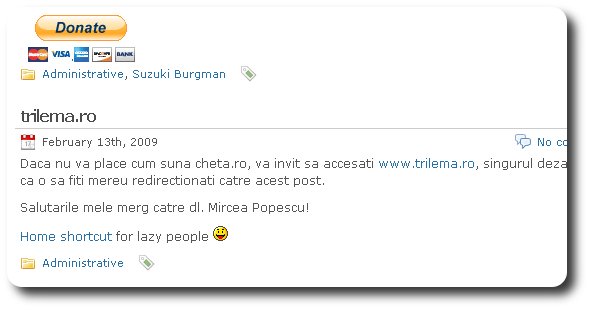 Donate
VISA
BANK
Administrative, Suzuki Burgman
trilema.ro
February 13th, 2009 No co
Daca nu va place cum suna cheta.ro, va invit sa accesati www.trilema.ro, singurul deza
ca o sa fiti mereu redirectionati catre acest post.
Salutarile mele merg catre dl. Mircea Popescu!
Home shortcut for lazy people
Administrative